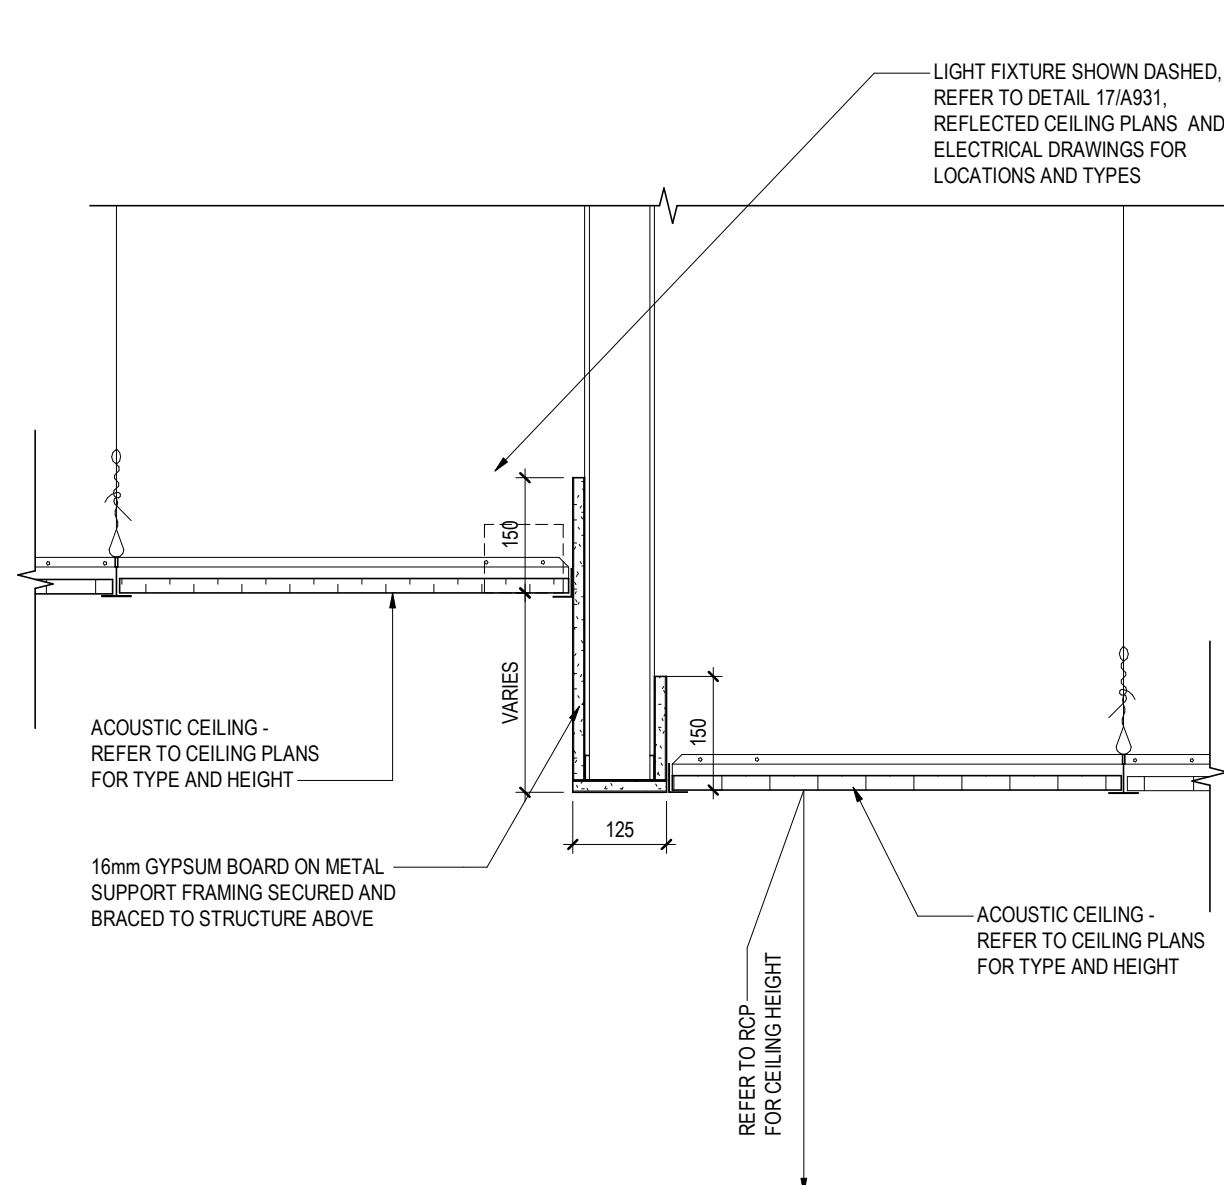 LIGHT FIXTURE SHOWN DASHED,
REFER TO DETAIL 17/A931,
REFLECTED CEILING PLANS AND
ELECTRICAL DRAWINGS FOR
LOCATIONS AND TYPES
150
VARIES
150
125
ACOUSTIC CEILING -
REFER TO CEILING PLANS
FOR TYPE AND HEIGHT
16mm GYPSUM BOARD ON METAL
SUPPORT FRAMING SECURED AND
BRACED TO STRUCTURE ABOVE
ACOUSTIC CEILING -
REFER TO CEILING PLANS
FOR TYPE AND HEIGHT
REFER TO RCP
FOR CEILING HEIGHT